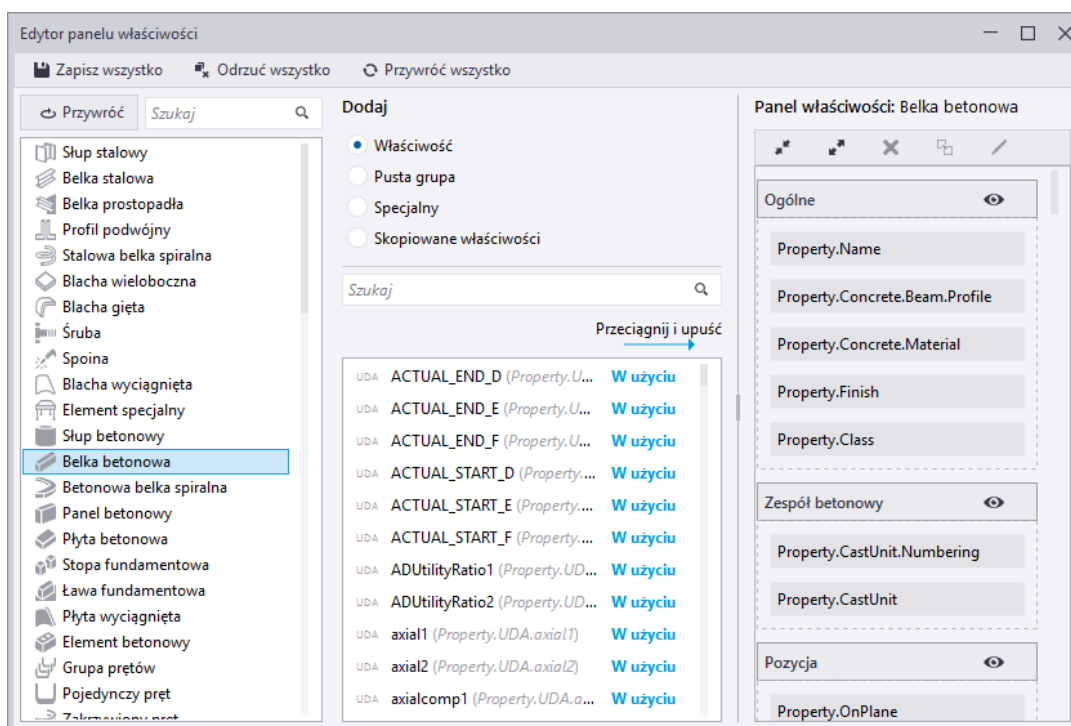 Edytor panelu właściwości
Zapisz wszystko Odrzuć wszystko Przywróć wszystko
Przywróć Szukaj
Słup stalowy
Belka stalowa
Belka prostopadła
Profil podwójny
Stalowa belka spiralna
Blacha wieloboczna
Blacha gięta
Śruba
Spoina
Blacha wyciągnięta
Element specjalny
Słup betonowy
Belka betonowa
Betonowa belka spiralna
Panel betonowy
Płyta betonowa
Stopa fundamentowa
Ława fundamentowa
Płyta wyciągnięta
Element betonowy
Grupa prętów
Pojedynczy pręt
Zakrzywiony pręt
Dodaj
Właściwość
Pusta grupa
Specjalny
Skopiowane właściwości
Szukaj
Przeciągnij i upuść
UDA ACTUAL_END_D (Property.U... W użyciu
UDA ACTUAL_END_E (Property.U... W użyciu
UDA ACTUAL_END_F (Property.U... W użyciu
UDA ACTUAL_START_D (Property.... W użyciu
UDA ACTUAL_START_E (Property.... W użyciu
UDA ACTUAL_START_F (Property.... W użyciu
UDA ADUtilityRatio1 (Property.UD... W użyciu
UDA ADUtilityRatio2 (Property.UD... W użyciu
UDA axial1 (Property.UDA.axial1) W użyciu
UDA axial2 (Property.UDA.axial2) W użyciu
UDA axialcomp1 (Property.UDA.a... W użyciu
Panel właściwości: Belka betonowa
Ogólne
Property.Name
Property.Concrete.Beam.Profile
Property.Concrete.Material
Property.Finish
Property.Class
Zespół betonowy
Property.CastUnit.Numbering
Property.CastUnit
Pozycja
Property.OnPlane